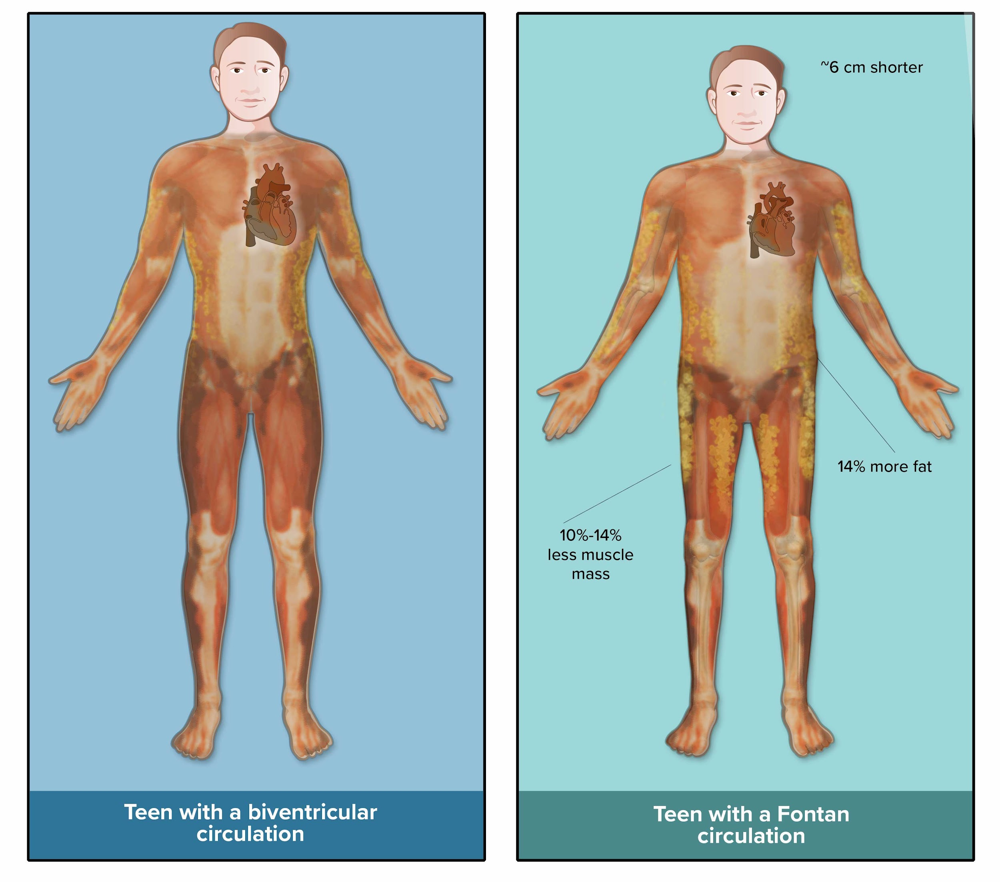 ~6 cm shorter
14% more fat
10%-14%
less muscle
mass
Teen with a biventricular
circulation
Teen with a Fontan
circulation